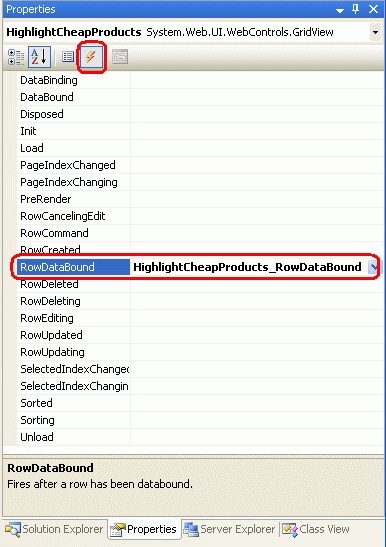 Properties
HighlightCheapProducts System.Web.UI.WebControls.GridView
DataBinding
DataBound
Disposed
Init
Load
PageIndexChanged
PageIndexChanging
PreRender
RowCancelingEdit
RowCommand
RowCreated
RowDataBound HighlightCheapProducts_RowDataBound
RowDeleted
RowDeleting
RowEditing
RowUpdated
RowUpdating
SelectedIndexChanged
SelectedIndexChangin
Sorted
Sorting
Unload
RowDataBound
Fires after a row has been databound.
Solution Explorer Properties Server Explorer Class View